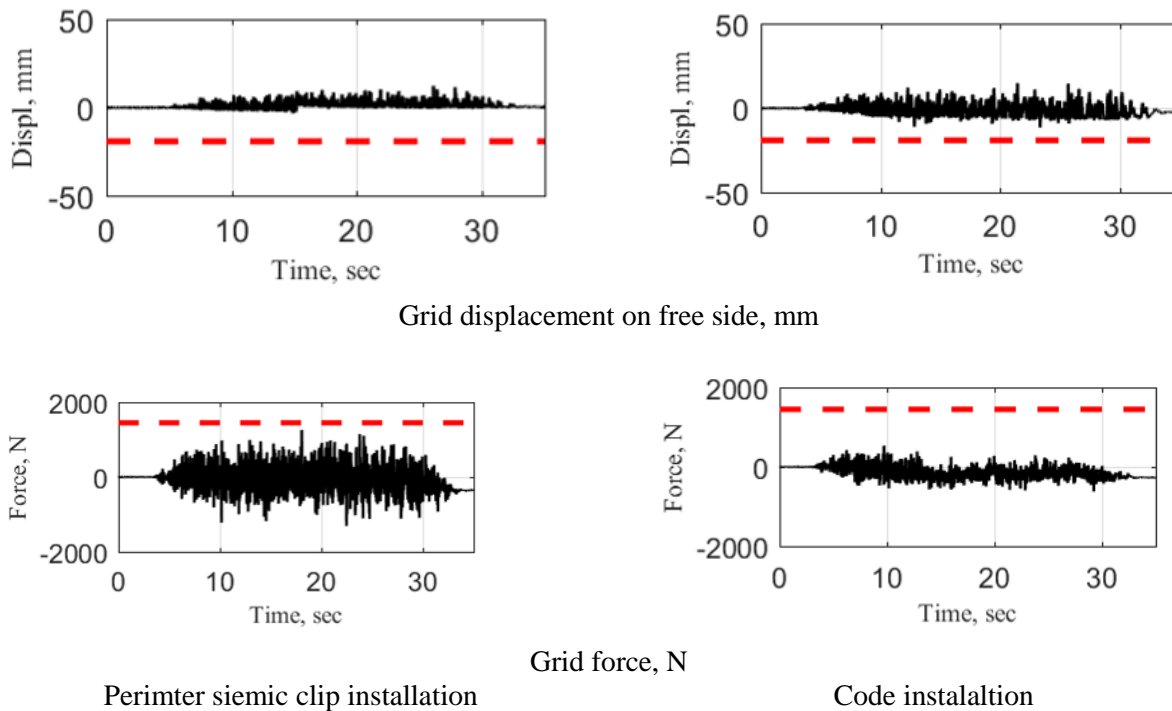 50
0
-50
Displ, mm
0 10 20 30
Time, sec
50
0
-50
Displ, mm
0 10 20 30
Time, sec
Grid displacement on free side, mm
2000
0
-2000
Force, N
0 10 20 30
Time, sec
2000
0
-2000
Force, N
0 10 20 30
Time, sec
Grid force, N
Perimter siemic clip installation Code instalaltion